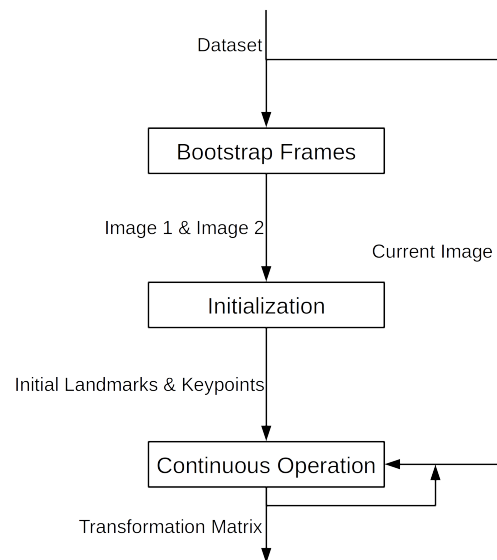 Dataset
Bootstrap Frames
Image 1 & Image 2
Current Image
Initialization
Initial Landmarks & Keypoints
Continuous Operation
Transformation Matrix